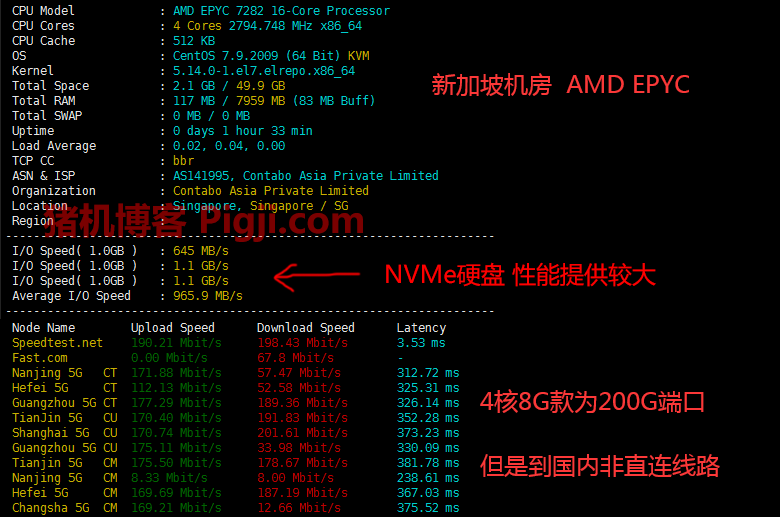 CPU Model : AMD EPYC 7282 16-Core Processor
CPU Cores : 4 Cores 2794.748 MHz x86_64
CPU Cache : 512 KB
OS : CentOS 7.9.2009 (64 Bit) KVM
Kernel : 5.14.0-1.el7.elrepo.x86_64
Total Space : 2.1 GB / 49.9 GB
Total RAM : 117 MB / 7959 MB (83 MB Buff)
Total SWAP : 0 MB / 0 MB
Uptime : 0 days 1 hour 33 min
Load Average : 0.02, 0.04, 0.00
TCP CC : bbr
ASN & ISP : AS141995, Contabo Asia Private Limited
Organization : Contabo Asia Private Limited
Location : Singapore, Singapore / SG
Region :
新加坡机房 AMD EPYC
猪机博客 Pigji.com
----------------------------------------------------------------------
I/O Speed( 1.0GB ) : 645 MB/s
I/O Speed( 1.0GB ) : 1.1 GB/s
I/O Speed( 1.0GB ) : 1.1 GB/s
Average I/O Speed : 965.9 MB/s
NVMe硬盘 性能提供较大
----------------------------------------------------------------------
Node Name Upload Speed Download Speed Latency
Speedtest.net 190.21 Mbit/s 198.43 Mbit/s 3.53 ms
Fast.com 0.00 Mbit/s 67.8 Mbit/s -
Nanjing 5G CT 171.88 Mbit/s 57.47 Mbit/s 312.72 ms
Hefei 5G CT 112.13 Mbit/s 52.58 Mbit/s 325.31 ms
Guangzhou 5G CT 177.29 Mbit/s 189.36 Mbit/s 326.14 ms
TianJin 5G CU 170.40 Mbit/s 191.83 Mbit/s 352.28 ms
Shanghai 5G CU 170.74 Mbit/s 201.61 Mbit/s 373.23 ms
Guangzhou 5G CU 175.11 Mbit/s 33.98 Mbit/s 330.09 ms
Tianjin 5G CM 175.50 Mbit/s 178.67 Mbit/s 381.78 ms
Nanjing 5G CM 8.33 Mbit/s 8.00 Mbit/s 238.61 ms
Hefei 5G CM 169.69 Mbit/s 187.19 Mbit/s 367.03 ms
Changsha 5G CM 169.21 Mbit/s 12.66 Mbit/s 375.52 ms
4核8G款为200G端口
但是到国内非直连线路